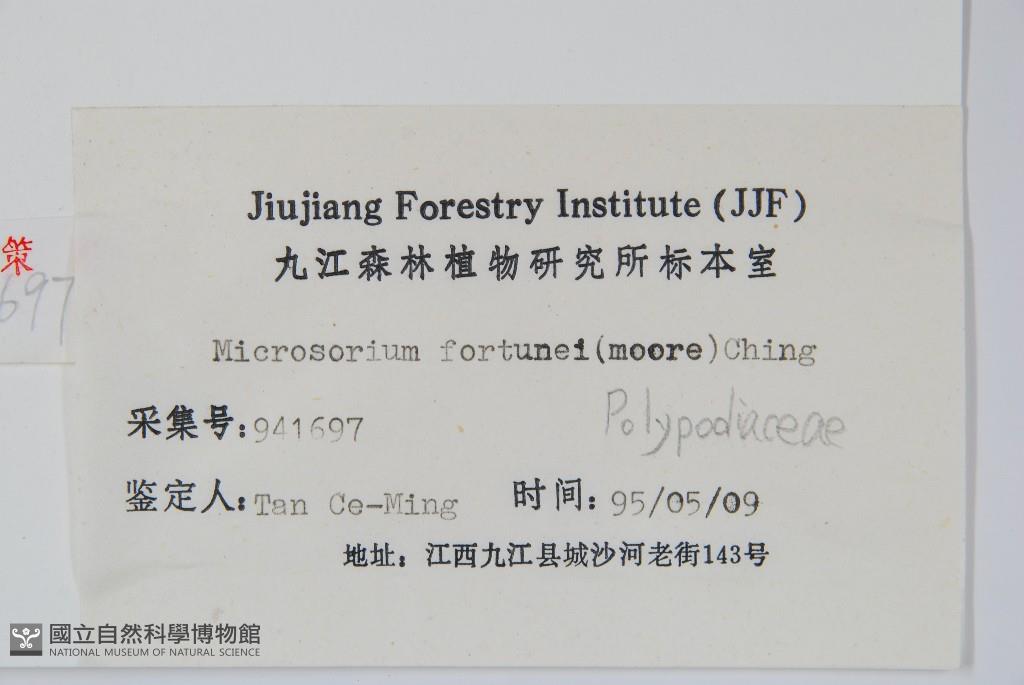 Jiujiang Forestry Institute (JJF)
九江森林植物研究所标本室
策
697
Microsorium fortunei(moore)Ching
采集号:941697
Polypodiaceae
鉴定人:Tan Ce-Ming 时间:95/05/09
地址:江西九江县城沙河老街143号
國立自然科學博物館
NATIONAL MUSEUM OF NATURAL SCIENCE